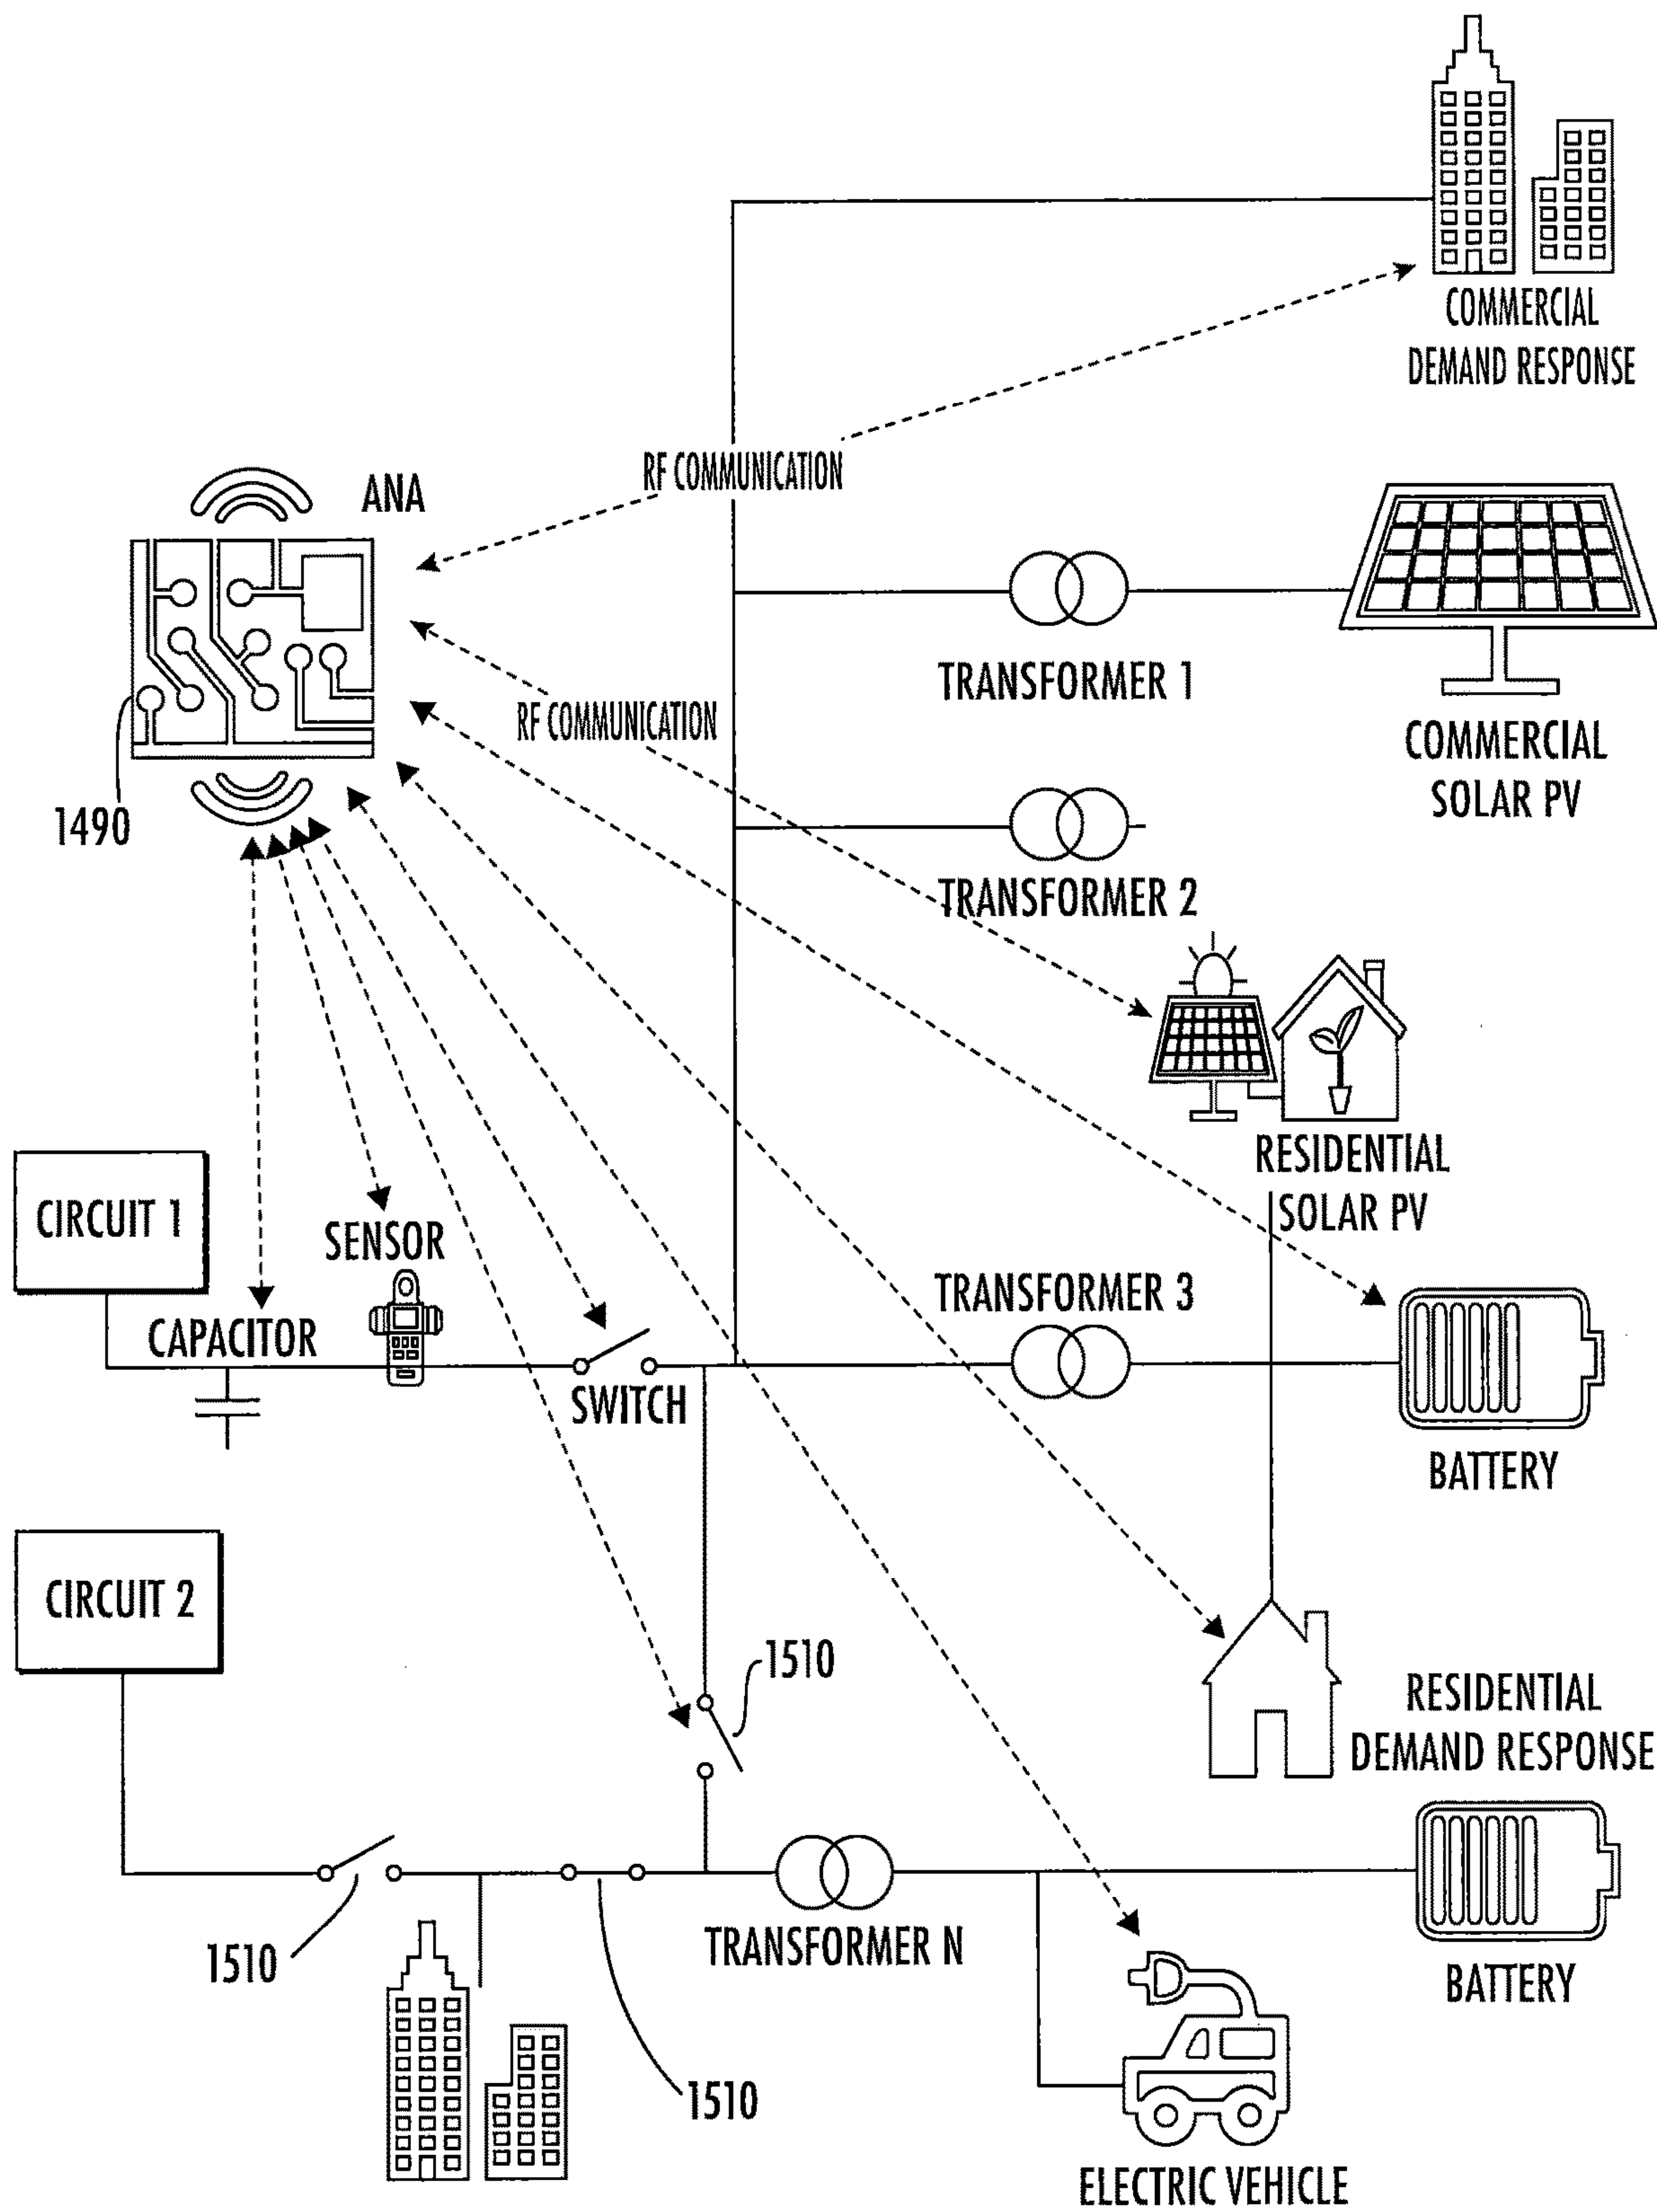 COMMERCIAL
DEMAND RESPONSE
RF COMMUNICATION
ANA
TRANSFORMER 1
RF COMMUNICATION
COMMERCIAL
SOLAR PV
1490
TRANSFORMER 2
RESIDENTIAL
SOLAR PV
CIRCUIT 1
SENSOR
TRANSFORMER 3
CAPACITOR
SWITCH
BATTERY
CIRCUIT 2
1510
RESIDENTIAL
DEMAND RESPONSE
TRANSFORMER N
1510
BATTERY
1510
ELECTRIC VEHICLE